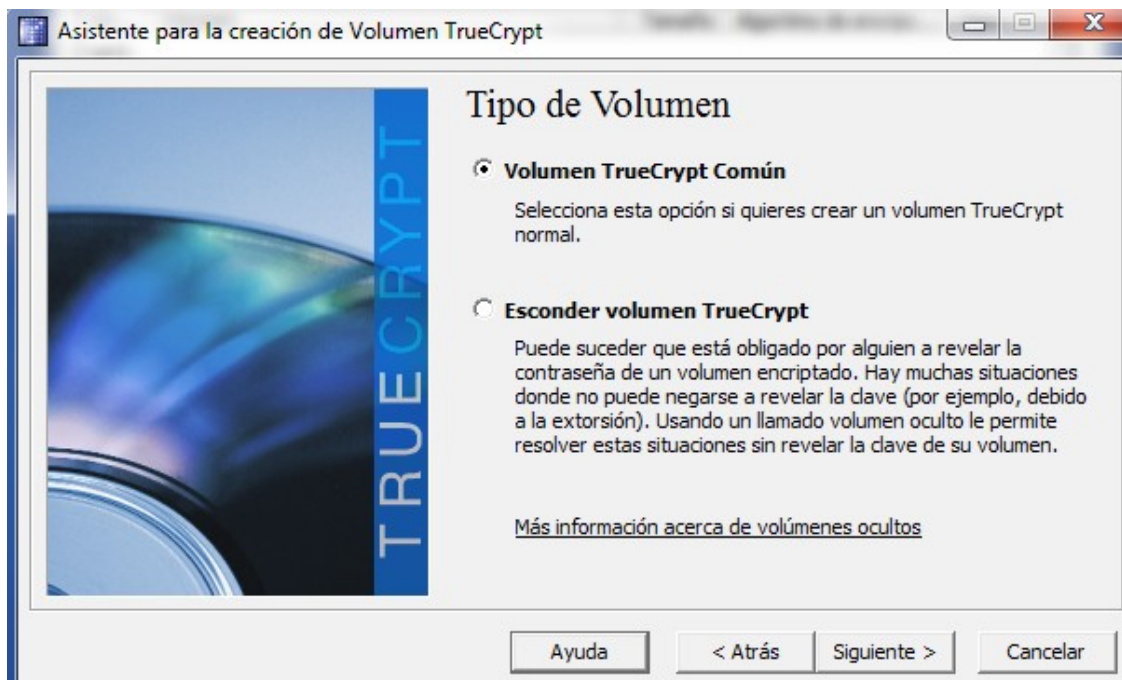 Asistente para la creación de Volumen TrueCrypt
TRUECRYPT
Tipo de Volumen
Volumen TrueCrypt Común
Selecciona esta opción si quieres crear un volumen TrueCrypt
normal.
Esconder volumen TrueCrypt
Puede suceder que está obligado por alguien a revelar la
contraseña de un volumen encriptado. Hay muchas situaciones
donde no puede negarse a revelar la clave (por ejemplo, debido
a la extorsión). Usando un llamado volumen oculto le permite
resolver estas situaciones sin revelar la clave de su volumen.
Más información acerca de volúmenes ocultos
Ayuda
< Atrás
Siguiente >
Cancelar